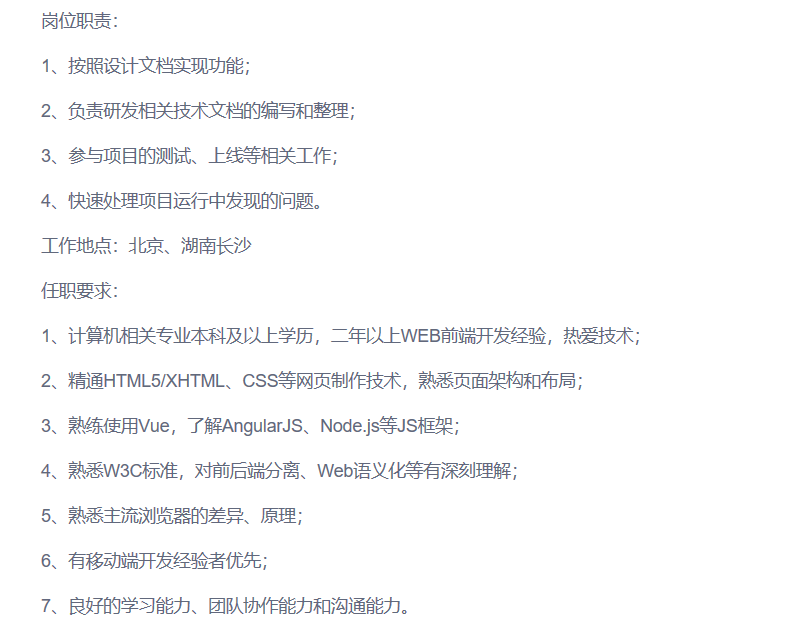 岗位职责：
1、按照设计文档实现功能；
2、负责研发相关技术文档的编写和整理；
3、参与项目的测试、上线等相关工作；
4、快速处理项目运行中发现的问题。
工作地点：北京、湖南长沙
任职要求：
1、计算机相关专业本科及以上学历，二年以上WEB前端开发经验，热爱技术；
2、精通HTML5/XHTML、CSS等网页制作技术，熟悉页面架构和布局；
3、熟练使用Vue，了解AngularJS、Node.js等JS框架；
4、熟悉W3C标准，对前后端分离、Web语义化等有深刻理解；
5、熟悉主流浏览器的差异、原理；
6、有移动端开发经验者优先；
7、良好的学习能力、团队协作能力和沟通能力。